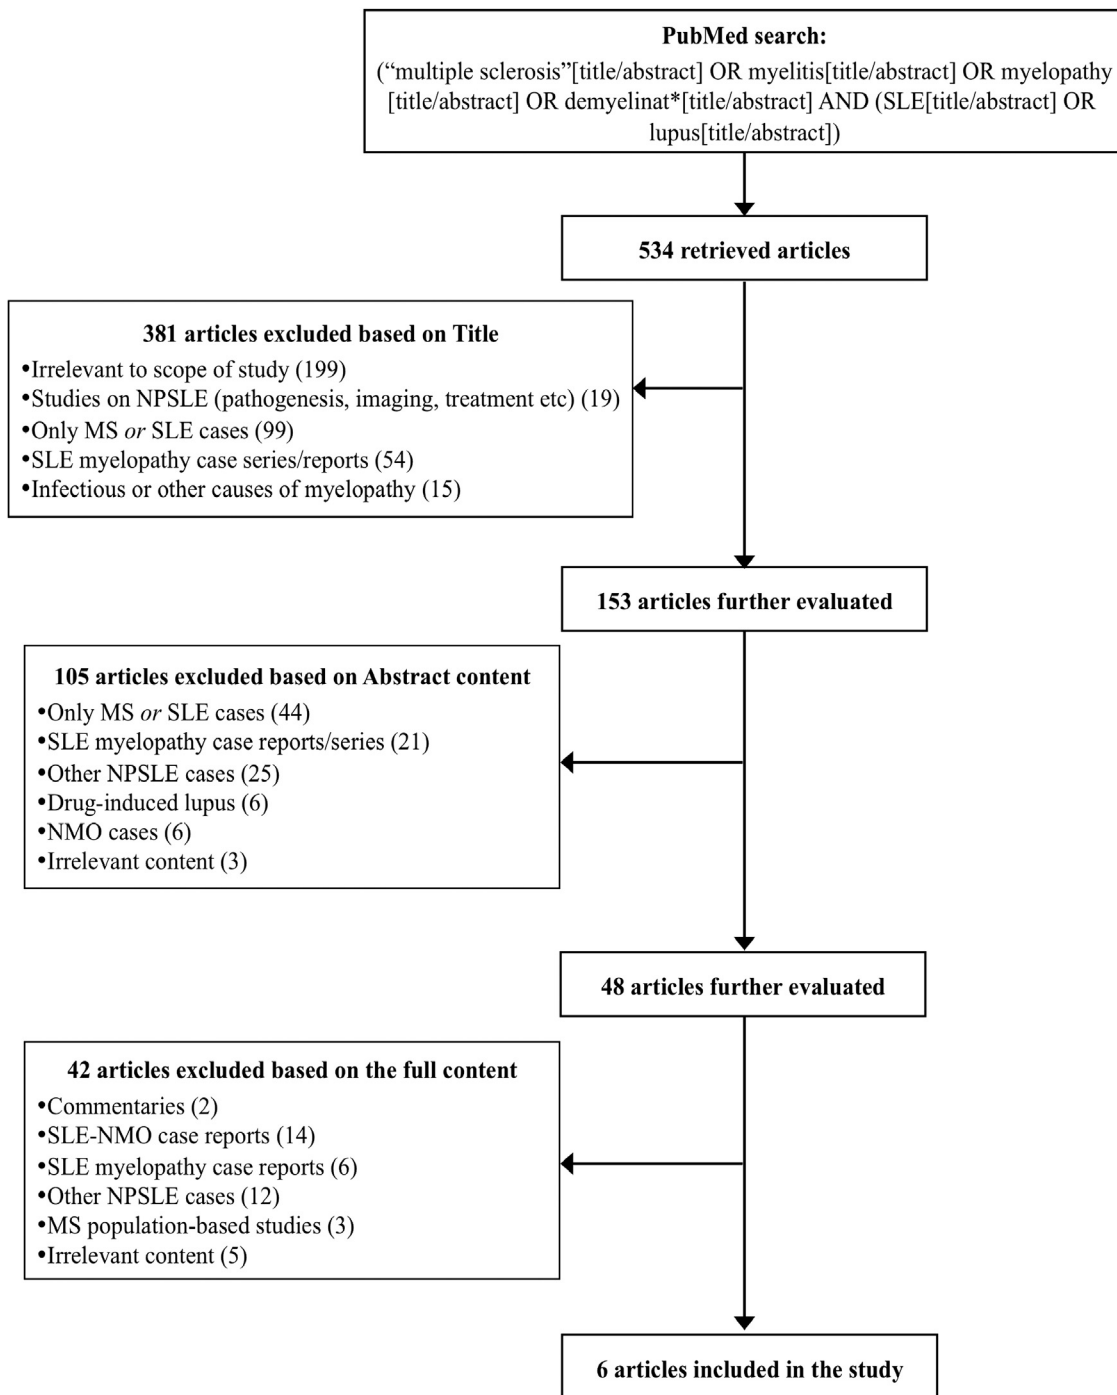 PubMed search:
(“multiple sclerosis”[title/abstract] OR myelitis[title/abstract] OR myelopathy
[title/abstract] OR demyelinat*[title/abstract] AND (SLE[title/abstract] OR
lupus[title/abstract])
534 retrieved articles
381 articles excluded based on Title
•Irrelevant to scope of study (199)
•Studies on NPSLE (pathogenesis, imaging, treatment etc) (19)
•Only MS or SLE cases (99)
•SLE myelopathy case series/reports (54)
•Infectious or other causes of myelopathy (15)
153 articles further evaluated
105 articles excluded based on Abstract content
•Only MS or SLE cases (44)
•SLE myelopathy case reports/series (21)
•Other NPSLE cases (25)
•Drug-induced lupus (6)
•NMO cases (6)
•Irrelevant content (3)
48 articles further evaluated
42 articles excluded based on the full content
•Commentaries (2)
•SLE-NMO case reports (14)
•SLE myelopathy case reports (6)
•Other NPSLE cases (12)
•MS population-based studies (3)
•Irrelevant content (5)
6 articles included in the study